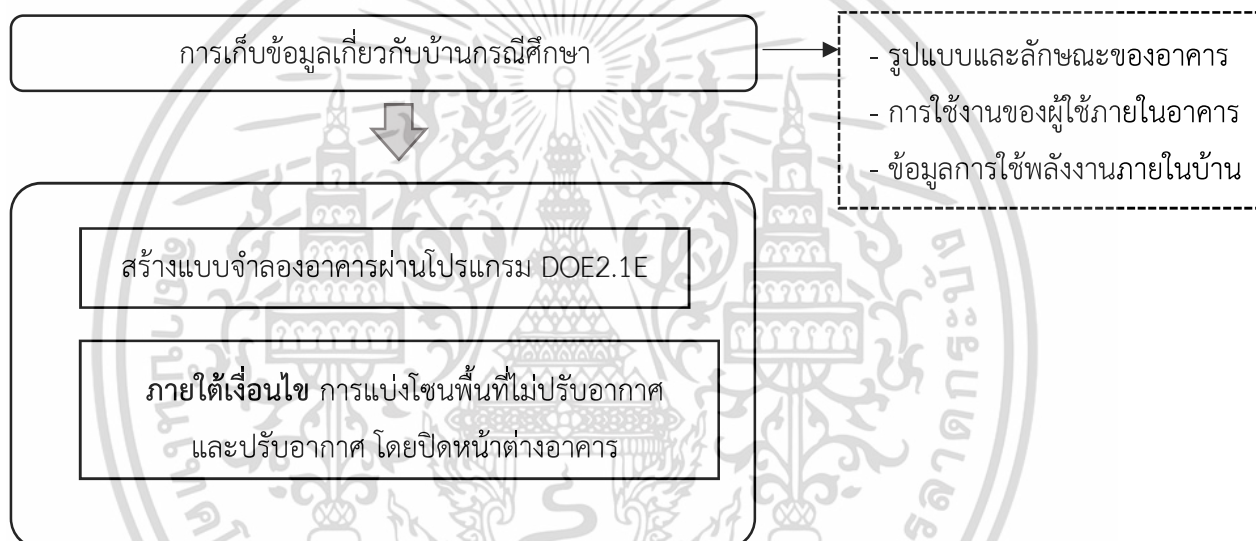 การเก็บข้อมูลเกี่ยวกับบ้านกรณีศึกษา
- รูปแบบและลักษณะของอาคาร
- การใช้งานของผู้ใช้ภายในอาคาร
- ข้อมูลการใช้พลังงานภายในบ้าน
สร้างแบบจำลองอาคารผ่านโปรแกรม DOE2.1E
ภายใต้เงื่อนไข การแบ่งโซนพื้นที่ไม่ปรับอากาศ
และปรับอากาศ โดยปิดหน้าต่างอาคาร